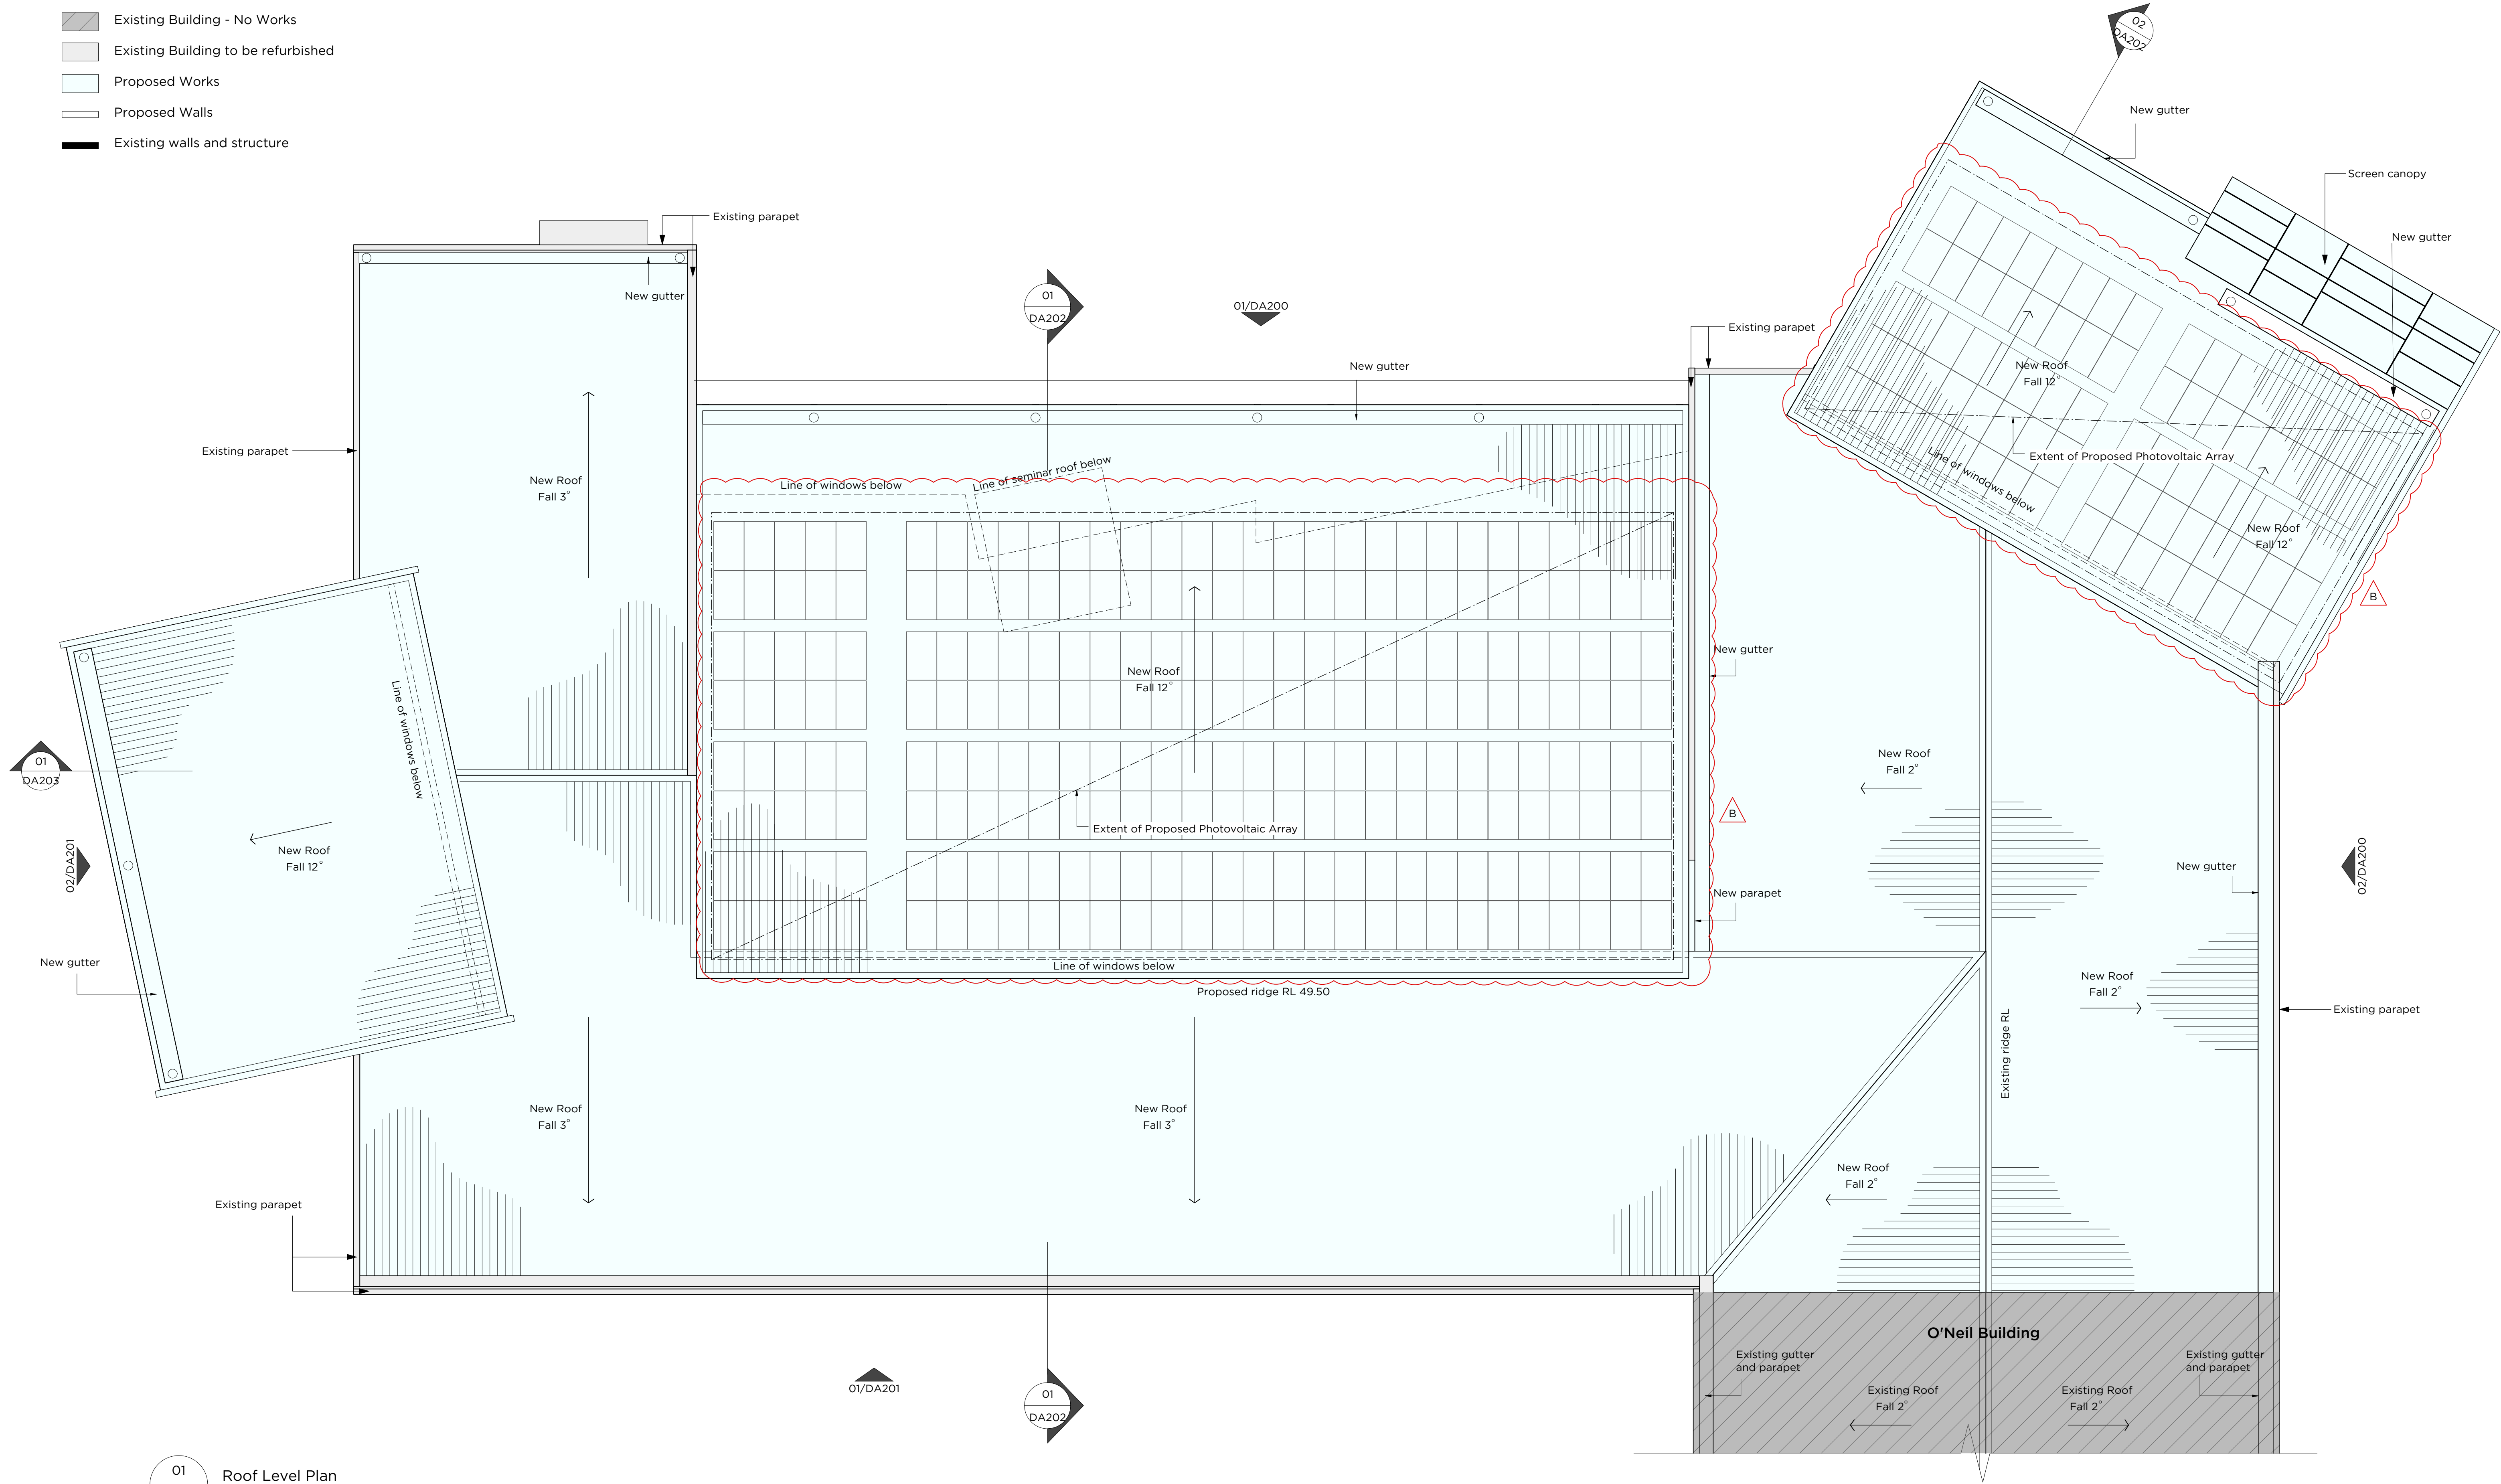 Existing Building - No Works
Existing Building to be refurbished
Proposed Works
Proposed Walls
Existing walls and structure
02
DA202
New gutter
Screen canopy
New gutter
Existing parapet
New gutter
01
DA202
01/DA200
Existing parapet
New gutter
New Roof
Fall 12°
Existing parapet
Extent of Proposed Photovoltaic Array
Line of windows below
New Roof
Fall 12°
B
New Roof
Fall 3°
Line of windows below
Line of seminar roof below
New Roof
Fall 12°
New gutter
Line of windows below
01
DA203
New Roof
Fall 2°
B
Extent of Proposed Photovoltaic Array
New Roof
Fall 12°
02/DA201
New gutter
02/DA200
New parapet
New gutter
Line of windows below
Proposed ridge RL 49.50
New Roof
Fall 2°
Existing ridge RL
Existing parapet
New Roof
Fall 3°
New Roof
Fall 3°
New Roof
Fall 2°
Existing parapet
O'Neil Building
Existing gutter
and parapet
Existing gutter
and parapet
01/DA201
01
DA202
Existing Roof
Fall 2°
Existing Roof
Fall 2°
01
Roof Level Plan